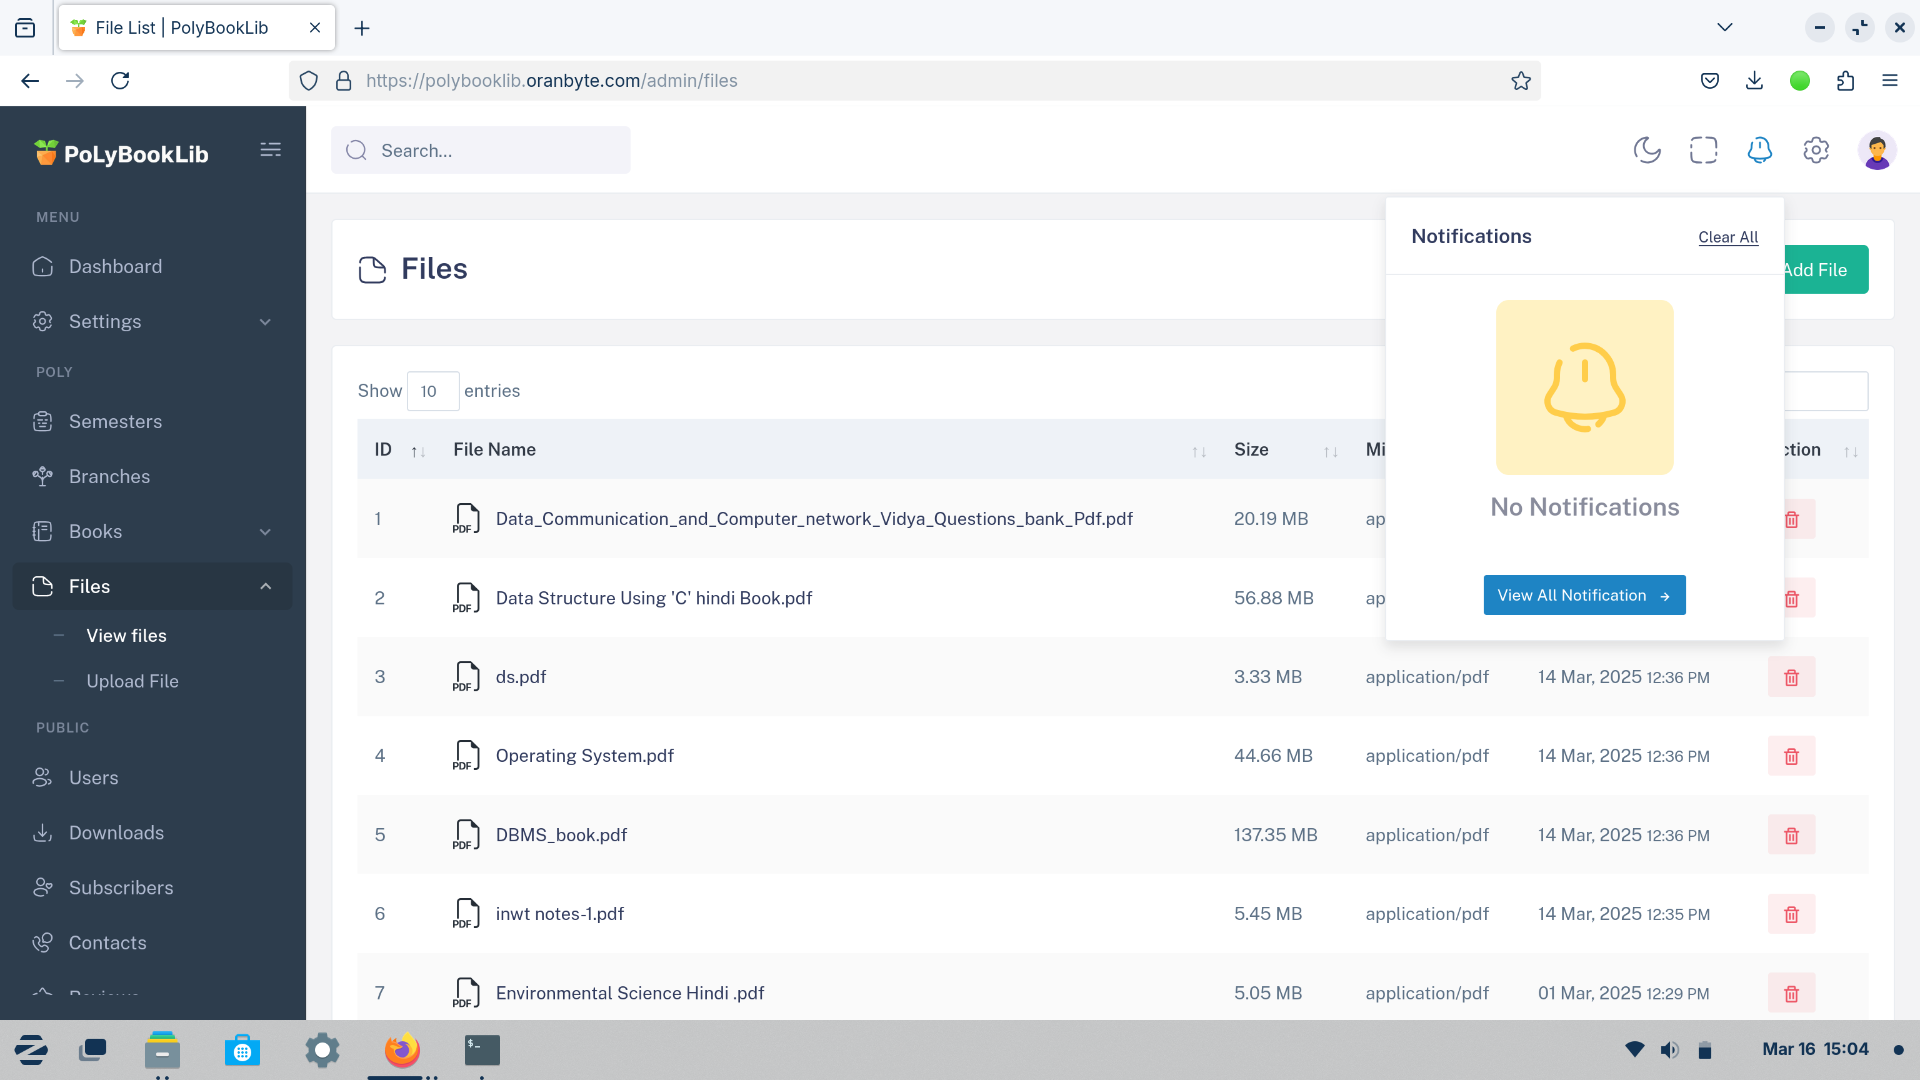 File List | PolyBookLib
https://polybooklib.oranbyte.com/admin/files
PoLyBookLib
Search...
MENU
Dashboard
Settings
POLY
Semesters
Branches
Books
Files
View files
Upload File
PUBLIC
Users
Downloads
Subscribers
Contacts
Files
Add File
Notifications
Clear All
No Notifications
View All Notification
Show 10 entries
ID File Name Size Mi ction
1 PDF Data_Communication_and_Computer_network_Vidya_Questions_bank_Pdf.pdf 20.19 MB ap
2 PDF Data Structure Using 'C' hindi Book.pdf 56.88 MB ap
3 PDF ds.pdf 3.33 MB application/pdf 14 Mar, 2025 12:36 PM
4 PDF Operating System.pdf 44.66 MB application/pdf 14 Mar, 2025 12:36 PM
5 PDF DBMS_book.pdf 137.35 MB application/pdf 14 Mar, 2025 12:36 PM
6 PDF inwt notes-1.pdf 5.45 MB application/pdf 14 Mar, 2025 12:35 PM
7 PDF Environmental Science Hindi .pdf 5.05 MB application/pdf 01 Mar, 2025 12:29 PM
$-
Mar 16 15:04